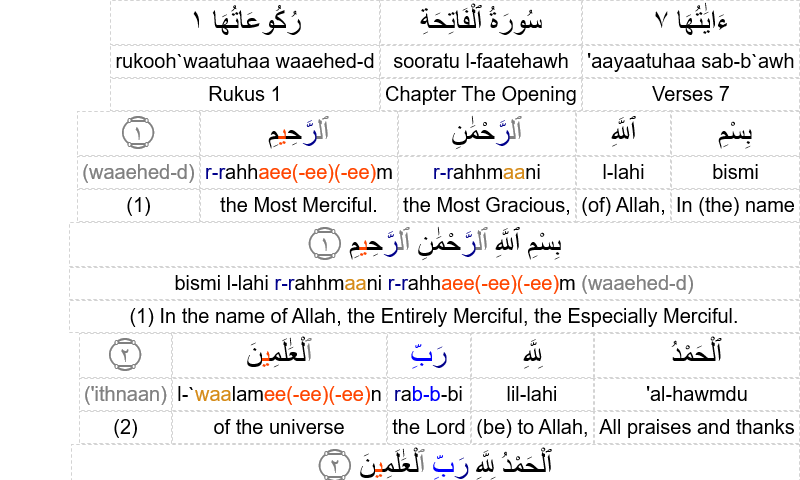 ءَايَٰتُهَا ٧ سُورَةُ ٱلْفَاتِحَةِ رُكُوعَاتُهَا ١
rukooh`waatuhaa waaehed-d sooratu l-faatehawh 'aayaatuhaa sab-b`awh
Rukus 1 Chapter The Opening Verses 7
بِسْمِ ٱللَّهِ ٱلرَّحْمَٰنِ ٱلرَّحِيمِ ١
(waaehed-d) r-rahhaee(-ee)(-ee)m r-rahhmaani l-lahi bismi
(1) the Most Merciful. the Most Gracious, (of) Allah, In (the) name
بِسْمِ ٱللَّهِ ٱلرَّحْمَٰنِ ٱلرَّحِيمِ ١
bismi l-lahi r-rahhmaani r-rahhaee(-ee)(-ee)m (waaehed-d)
(1) In the name of Allah, the Entirely Merciful, the Especially Merciful.
ٱلْحَمْدُ لِلَّهِ رَبِّ ٱلْعَٰلَمِينَ ٢
('ithnaan) l-`waalamee(-ee)(-ee)n rab-b-bi lil-lahi 'al-hawmdu
(2) of the universe the Lord (be) to Allah, All praises and thanks
ٱلْحَمْدُ لِلَّهِ رَبِّ ٱلْعَٰلَمِينَ ٢